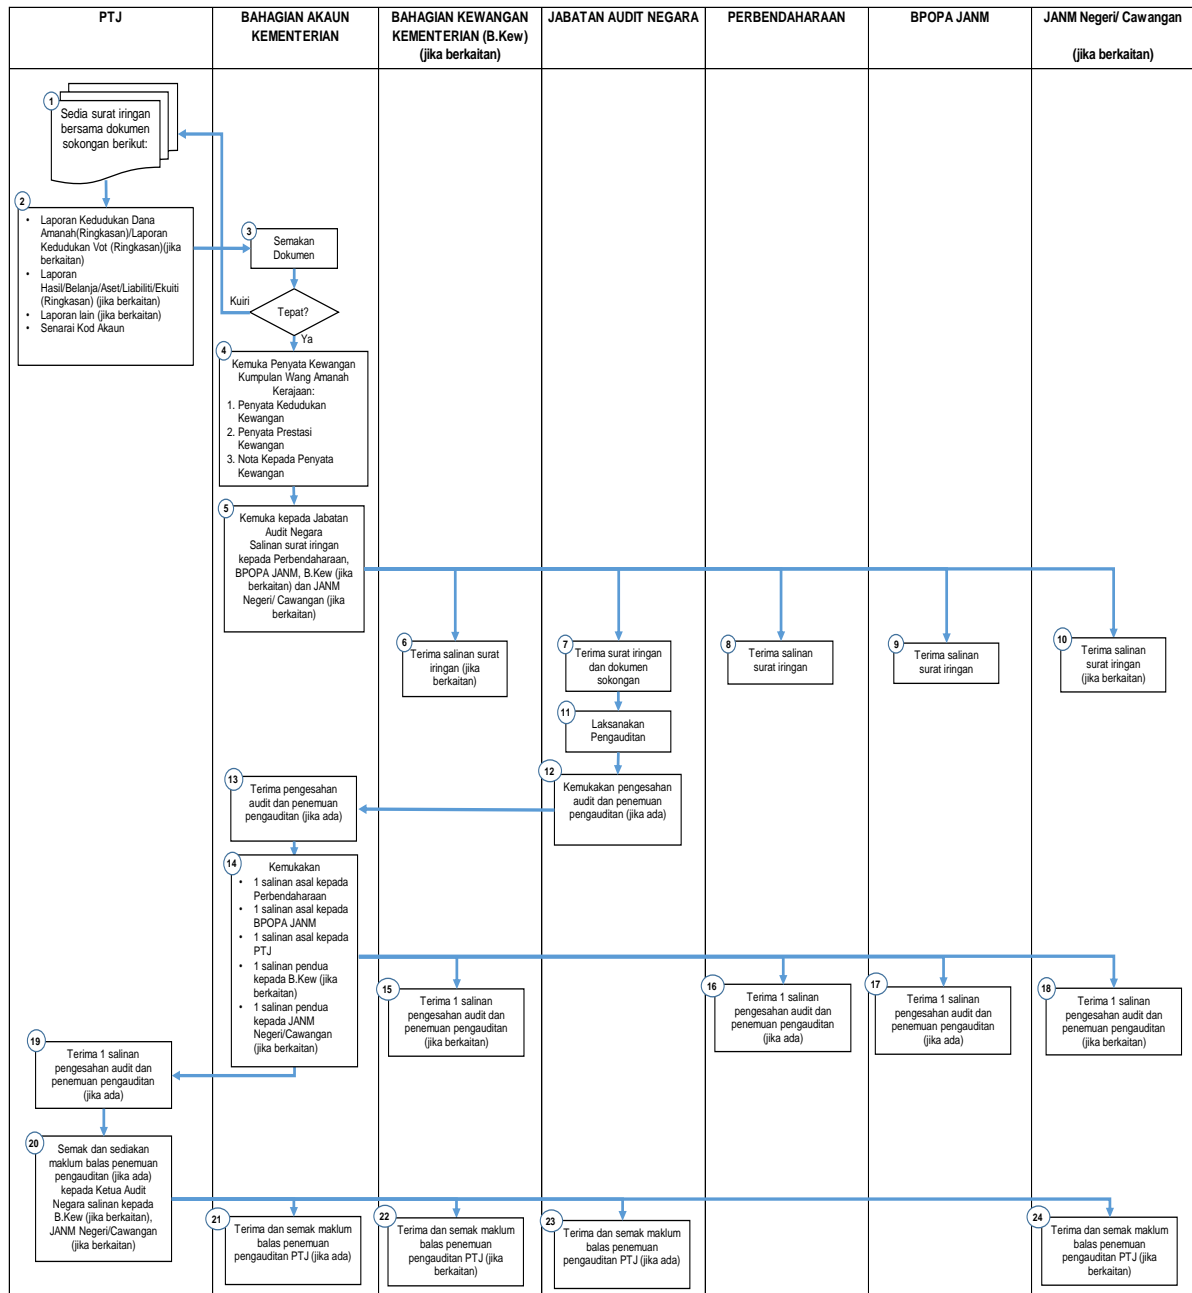 PTJ
BAHAGIAN AKAUN
KEMENTERIAN
BAHAGIAN KEWANGAN
KEMENTERIAN (B.Kew)
(jika berkaitan)
JABATAN AUDIT NEGARA
PERBENDAHARAAN
BPOPA JANM
JANM Negeri/ Cawangan
(jika berkaitan)
1
Sedia surat iringan
bersama dokumen
sokongan berikut:
2
• Laporan Kedudukan Dana
Amanah(Ringkasan)/Laporan
Kedudukan Vot (Ringkasan)(jika
berkaitan)
• Laporan
Hasil/Belanja/Aset/Liabiliti/Ekuiti
(Ringkasan) (jika berkaitan)
• Laporan lain (jika berkaitan)
• Senarai Kod Akaun
3
Semakan
Dokumen
Kuiri
Tepat?
Ya
4
Kemuka Penyata Kewangan
Kumpulan Wang Amanah
Kerajaan:
1. Penyata Kedudukan
Kewangan
2. Penyata Prestasi
Kewangan
3. Nota Kepada Penyata
Kewangan
5
Kemuka kepada Jabatan
Audit Negara
Salinan surat iringan
kepada Perbendaharaan,
BPOPA JANM, B.Kew (jika
berkaitan) dan JANM
Negeri/ Cawangan (jika
berkaitan)
6
Terima salinan surat
iringan (jika
berkaitan)
7
Terima surat iringan
dan dokumen
sokongan
8
Terima salinan
surat iringan
9
Terima salinan
surat iringan
10
Terima salinan
surat iringan
(jika berkaitan)
11
Laksanakan
Pengauditan
12
Kemukakan pengesahan
audit dan penemuan
pengauditan (jika ada)
13
Terima pengesahan
audit dan penemuan
pengauditan (jika ada)
14
Kemukakan
• 1 salinan asal kepada
Perbendaharaan
• 1 salinan asal kepada
BPOPA JANM
• 1 salinan asal kepada
PTJ
• 1 salinan pendua
kepada B.Kew (jika
berkaitan)
• 1 salinan pendua
kepada JANM
Negeri/Cawangan
(jika berkaitan)
15
Terima 1 salinan
pengesahan audit dan
penemuan pengauditan
(jika berkaitan)
16
Terima 1 salinan
pengesahan audit dan
penemuan pengauditan
(jika ada)
17
Terima 1 salinan
pengesahan audit dan
penemuan pengauditan
(jika ada)
18
Terima 1 salinan
pengesahan audit dan
penemuan pengauditan
(jika berkaitan)
19
Terima 1 salinan
pengesahan audit dan
penemuan pengauditan
(jika ada)
20
Semak dan sediakan
maklum balas penemuan
pengauditan (jika ada)
kepada Ketua Audit
Negara salinan kepada
B.Kew (jika berkaitan),
JANM Negeri/Cawangan
(jika berkaitan)
21
Terima dan semak maklum
balas penemuan
pengauditan PTJ (jika ada)
22
Terima dan semak maklum
balas penemuan
pengauditan PTJ (jika
berkaitan)
23
Terima dan semak maklum
balas penemuan
pengauditan PTJ (jika ada)
24
Terima dan semak maklum
balas penemuan
pengauditan PTJ (jika
berkaitan)